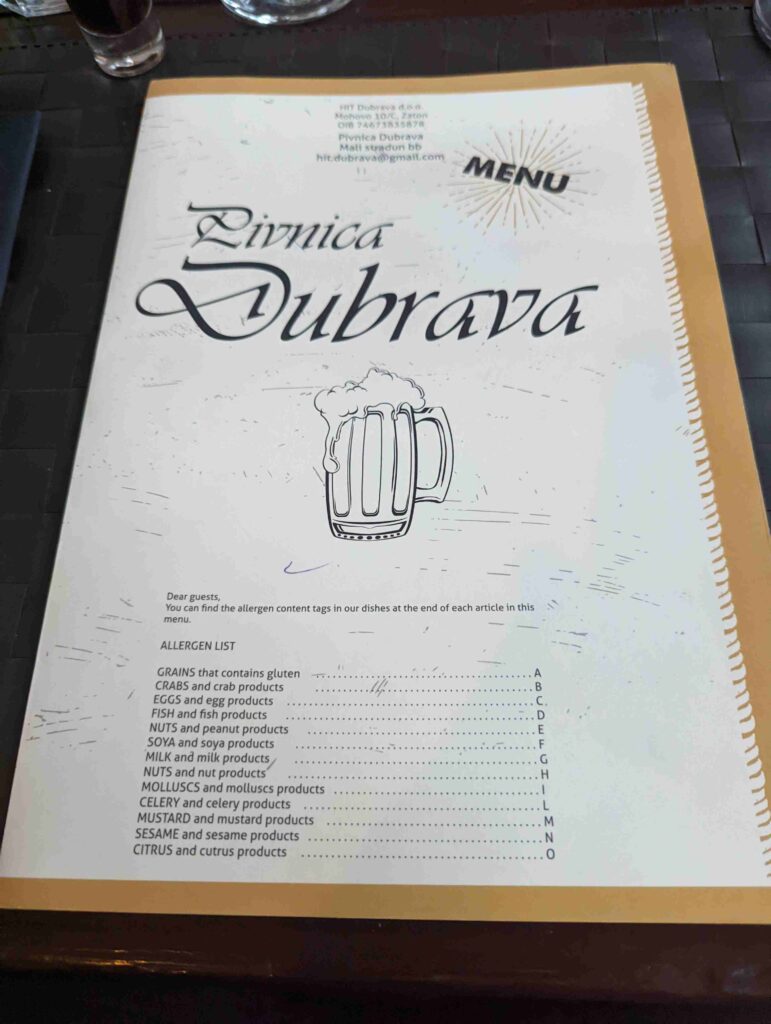 HIT Dubrava d.o.o.
Mohovo 10/C, Zaton
OIB 74673835878
Pivnica Dubrava
Mali stradun bb
hit.dubrava@gmail.com
MENU
Pivnica
Dubrava
Dear guests,
You can find the allergen content tags in our dishes at the end of each article in this
menu.
ALLERGEN LIST
GRAINS that contains gluten ........................................ A
CRABS and crab products ........................................ B
EGGS and egg products ........................................ C
FISH and fish products ........................................ D
NUTS and peanut products ........................................ E
SOYA and soya products ........................................ F
MILK and milk products ........................................ G
NUTS and nut products ........................................ H
MOLLUSCS and molluscs products ........................................ I
CELERY and celery products ........................................ L
MUSTARD and mustard products ........................................ M
SESAME and sesame products ........................................ N
CITRUS and cutrus products ........................................ O